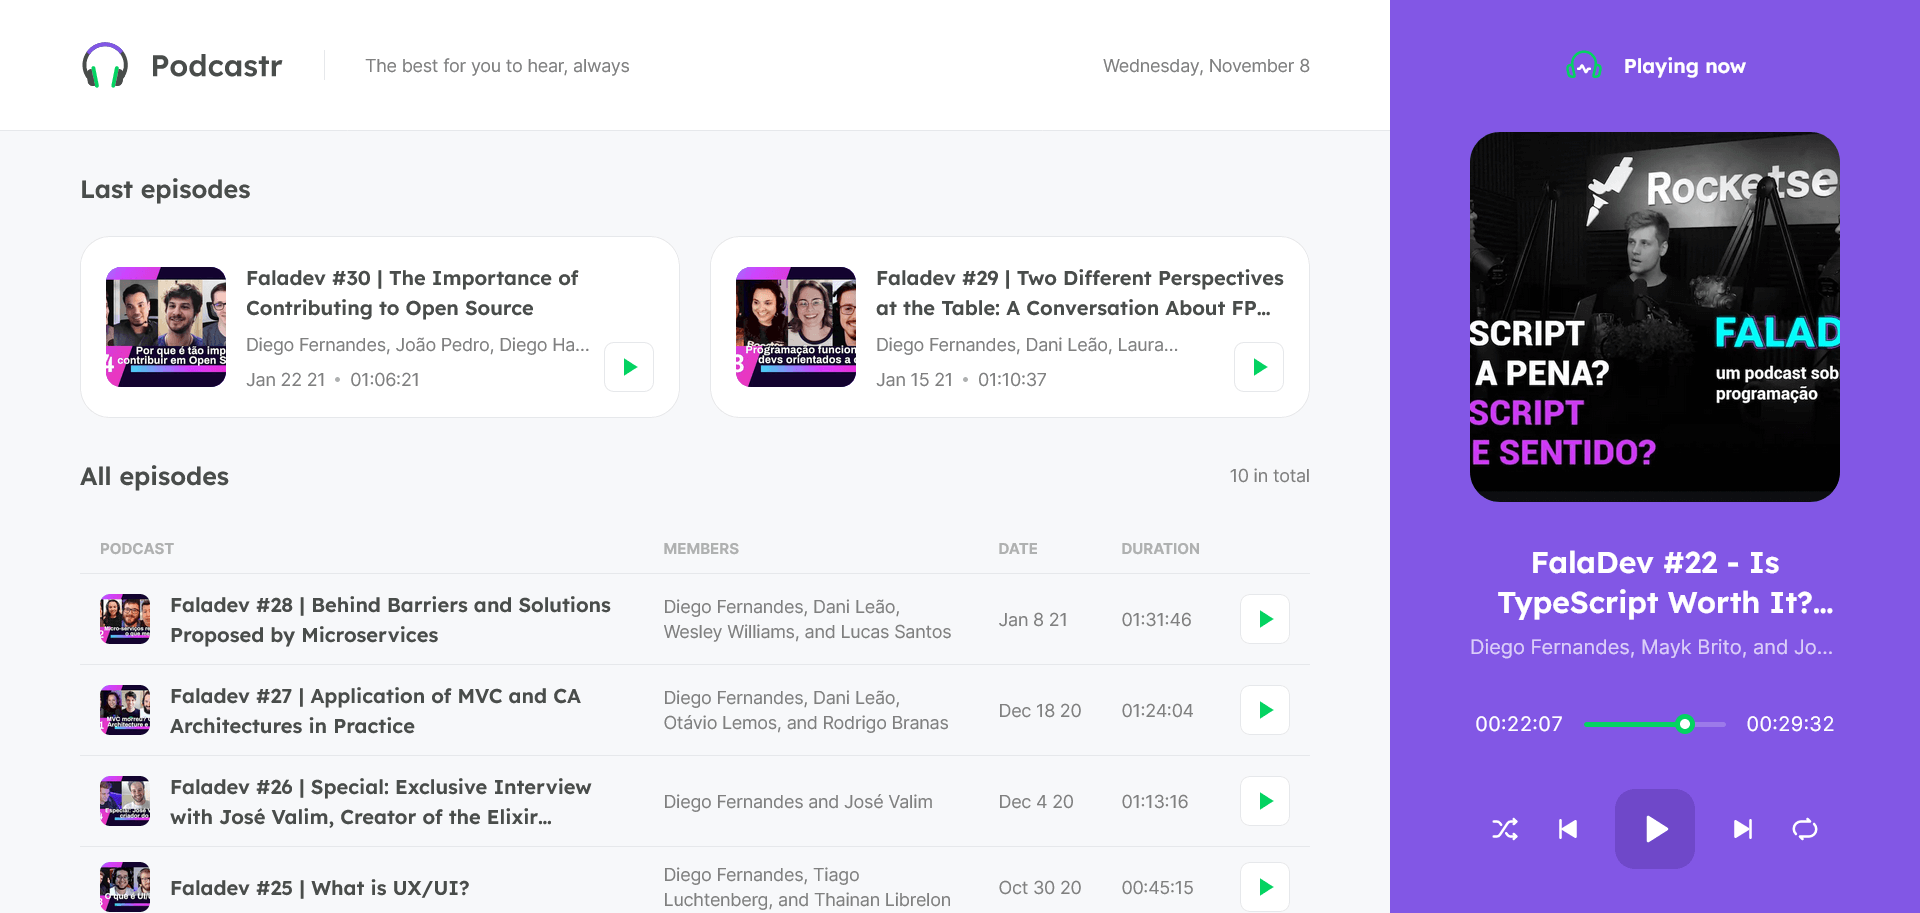 Podcastr
The best for you to hear, always
Wednesday, November 8
Last episodes
Por que é tão imp
contribuir em Open S
Faladev #30 | The Importance of
Contributing to Open Source
Diego Fernandes, João Pedro, Diego Ha...
Jan 22 21 • 01:06:21
Programação funcion
devs orientados a
Faladev #29 | Two Different Perspectives
at the Table: A Conversation About FP...
Diego Fernandes, Dani Leão, Laura...
Jan 15 21 • 01:10:37
All episodes
10 in total
PODCAST
MEMBERS
DATE
DURATION
Faladev #28 | Behind Barriers and Solutions
Proposed by Microservices
Diego Fernandes, Dani Leão,
Wesley Williams, and Lucas Santos
Jan 8 21
01:31:46
Faladev #27 | Application of MVC and CA
Architectures in Practice
Diego Fernandes, Dani Leão,
Otávio Lemos, and Rodrigo Branas
Dec 18 20
01:24:04
Faladev #26 | Special: Exclusive Interview
with José Valim, Creator of the Elixir...
Diego Fernandes and José Valim
Dec 4 20
01:13:16
Faladev #25 | What is UX/UI?
Diego Fernandes, Tiago
Luchtenberg, and Thainan Librelon
Oct 30 20
00:45:15
Playing now
Rocketse
SCRIPT
A PENA?
SCRIPT
E SENTIDO?
FALAD
um podcast sob
programação
FalaDev #22 - Is
TypeScript Worth It?...
Diego Fernandes, Mayk Brito, and Jo...
00:22:07
00:29:32